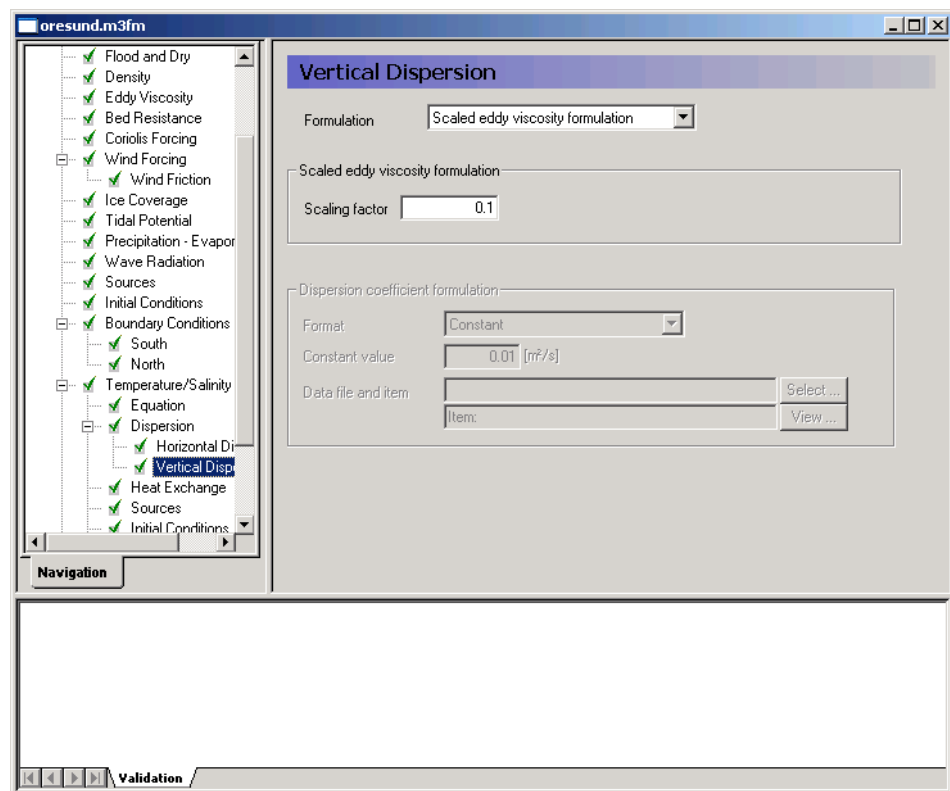 oresund.m3fm
Flood and Dry
Density
Eddy Viscosity
Bed Resistance
Coriolis Forcing
Wind Forcing
Wind Friction
Ice Coverage
Tidal Potential
Precipitation - Evapor
Wave Radiation
Sources
Initial Conditions
Boundary Conditions
South
North
Temperature/Salinity
Equation
Dispersion
Horizontal Di
Vertical Disp
Heat Exchange
Sources
Initial Conditions
Navigation
Vertical Dispersion
Formulation Scaled eddy viscosity formulation
Scaled eddy viscosity formulation
Scaling factor 0.1
Dispersion coefficient formulation
Format Constant
Constant value 0.01 [m²/s]
Data file and item Select ...
Item: View ...
Validation